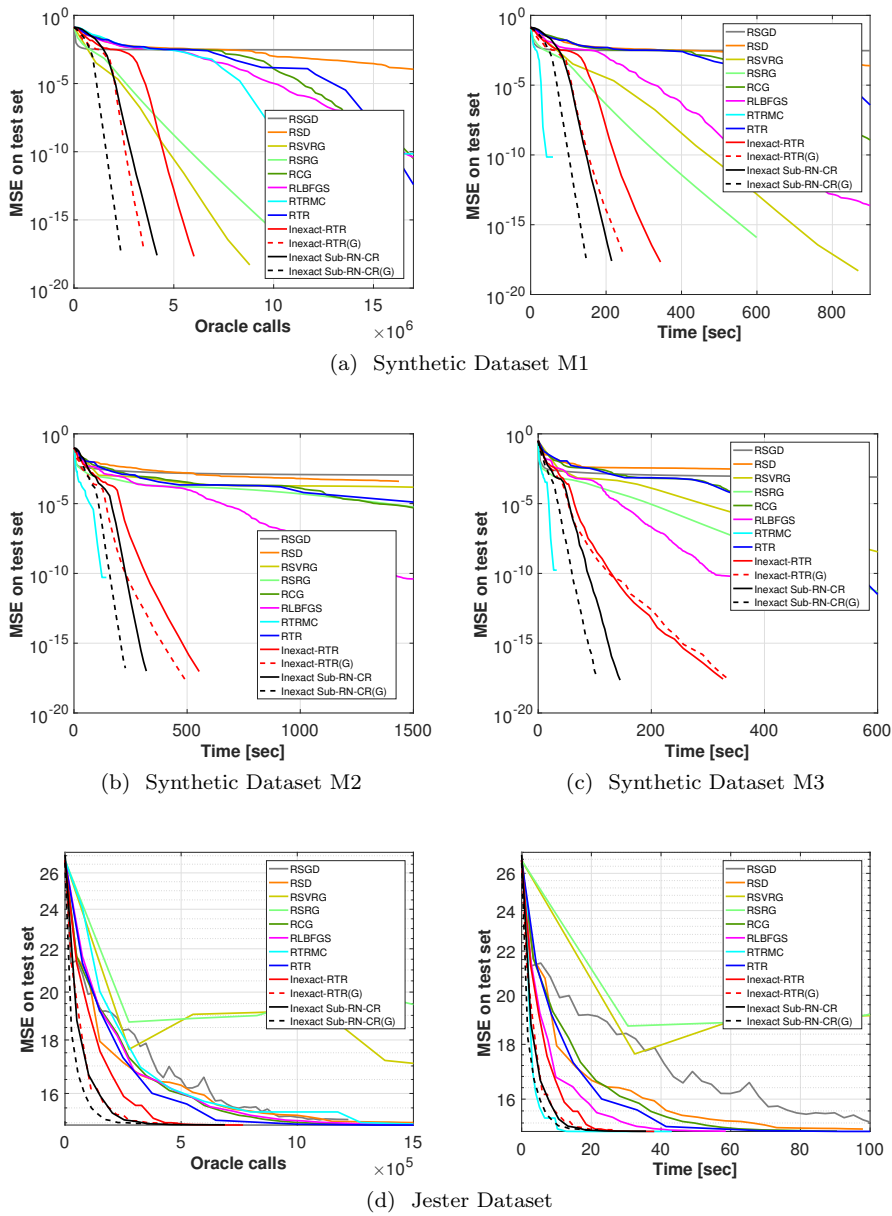 10^0
10^-5
10^-10
10^-15
10^-20
MSE on test set
0
5
10
15
Oracle calls
×10^6
RSGD
RSD
RSVRG
RSRG
RCG
RLBFGS
RTRMC
RTR
Inexact-RTR
Inexact-RTR(G)
Inexact Sub-RN-CR
Inexact Sub-RN-CR(G)
10^0
10^-5
10^-10
10^-15
10^-20
MSE on test set
0
200
400
600
800
Time [sec]
RSGD
RSD
RSVRG
RSRG
RCG
RLBFGS
RTRMC
RTR
Inexact-RTR
Inexact-RTR(G)
Inexact Sub-RN-CR
Inexact Sub-RN-CR(G)
(a) Synthetic Dataset M1
10^0
10^-5
10^-10
10^-15
10^-20
MSE on test set
0
500
1000
1500
Time [sec]
RSGD
RSD
RSVRG
RSRG
RCG
RLBFGS
RTRMC
RTR
Inexact-RTR
Inexact-RTR(G)
Inexact Sub-RN-CR
Inexact Sub-RN-CR(G)
(b) Synthetic Dataset M2
10^0
10^-5
10^-10
10^-15
10^-20
MSE on test set
0
200
400
600
Time [sec]
RSGD
RSD
RSVRG
RSRG
RCG
RLBFGS
RTRMC
RTR
Inexact-RTR
Inexact-RTR(G)
Inexact Sub-RN-CR
Inexact Sub-RN-CR(G)
(c) Synthetic Dataset M3
26
24
22
20
18
16
MSE on test set
0
5
10
15
Oracle calls
×10^5
RSGD
RSD
RSVRG
RSRG
RCG
RLBFGS
RTRMC
RTR
Inexact-RTR
Inexact-RTR(G)
Inexact Sub-RN-CR
Inexact Sub-RN-CR(G)
26
24
22
20
18
16
MSE on test set
0
20
40
60
80
100
Time [sec]
RSGD
RSD
RSVRG
RSRG
RCG
RLBFGS
RTRMC
RTR
Inexact-RTR
Inexact-RTR(G)
Inexact Sub-RN-CR
Inexact Sub-RN-CR(G)
(d) Jester Dataset